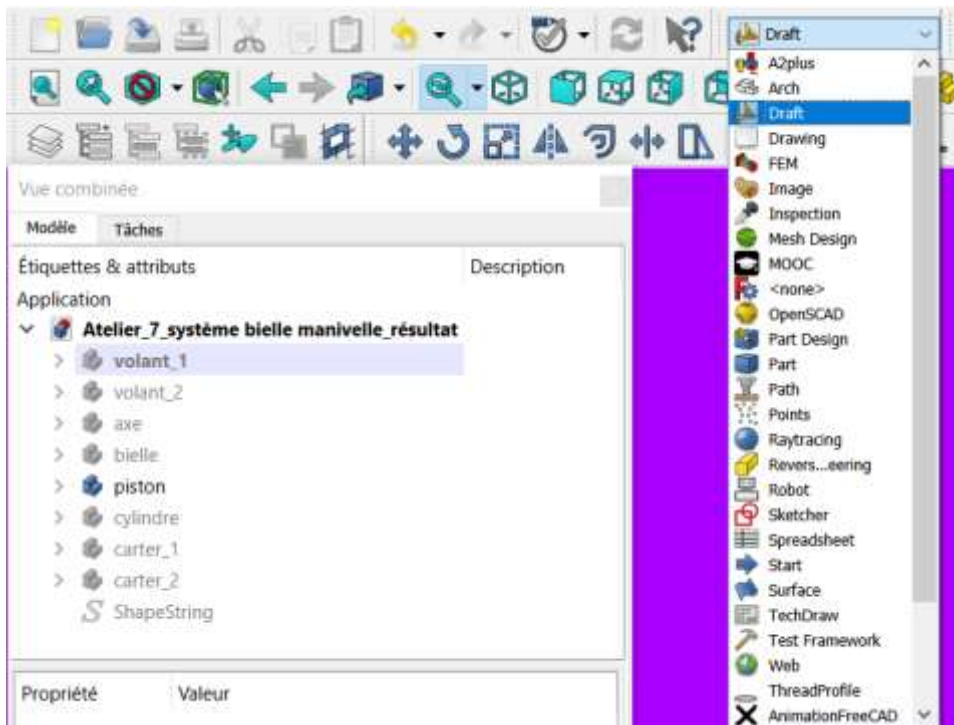 Draft
Vue combinée
Modèle Tâches
Étiquettes & attributs Description
Application
Atelier_7_système bielle manivelle_résultat
volant_1
volant_2
axe
bielle
piston
cylindre
carter_1
carter_2
ShapeString
Propriété Valeur
A2plus
Arch
Draft
Drawing
FEM
Image
Inspection
Mesh Design
MOOC
<none>
OpenSCAD
Part Design
Part
Path
Points
Raytracing
Revers...eering
Robot
Sketcher
Spreadsheet
Start
Surface
TechDraw
Test Framework
Web
ThreadProfile
AnimationFreeCAD